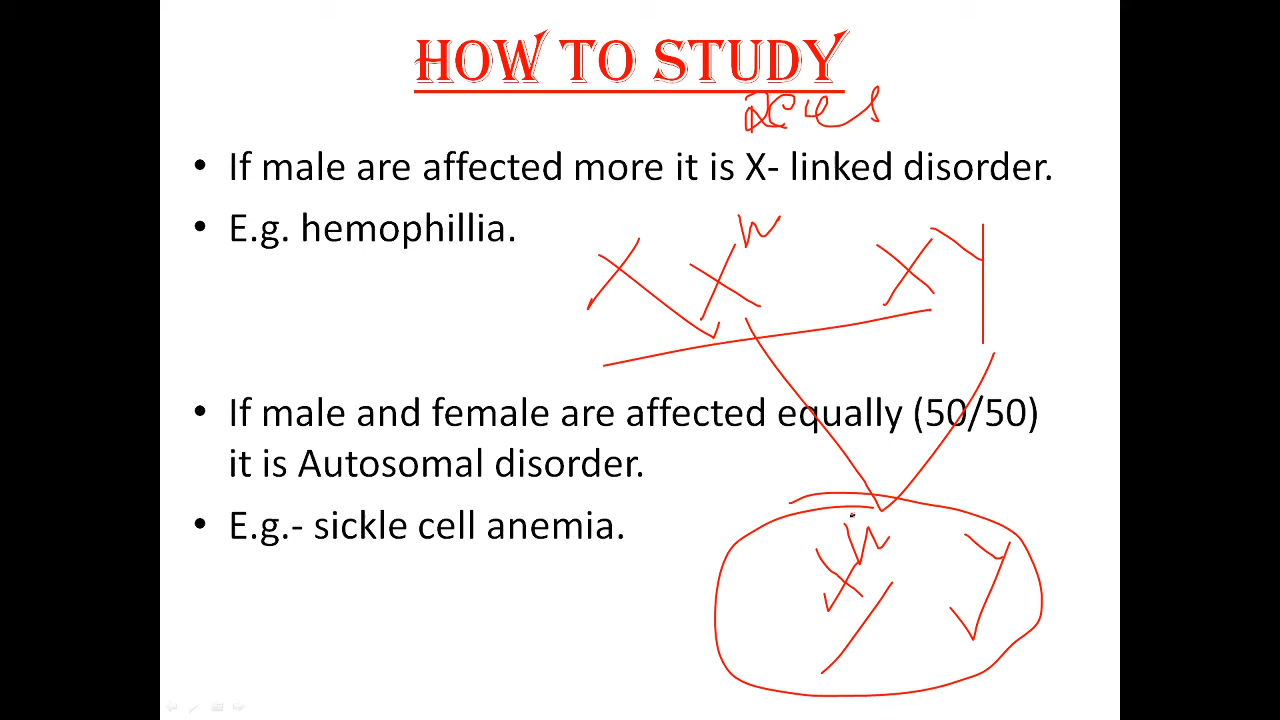 HOW TO STUDY
• If male are affected more it is X- linked disorder.
• E.g. hemophillia.
X X^h X Y
• If male and female are affected equally (50/50)
it is Autosomal disorder.
• E.g.- sickle cell anemia.
X^h Y